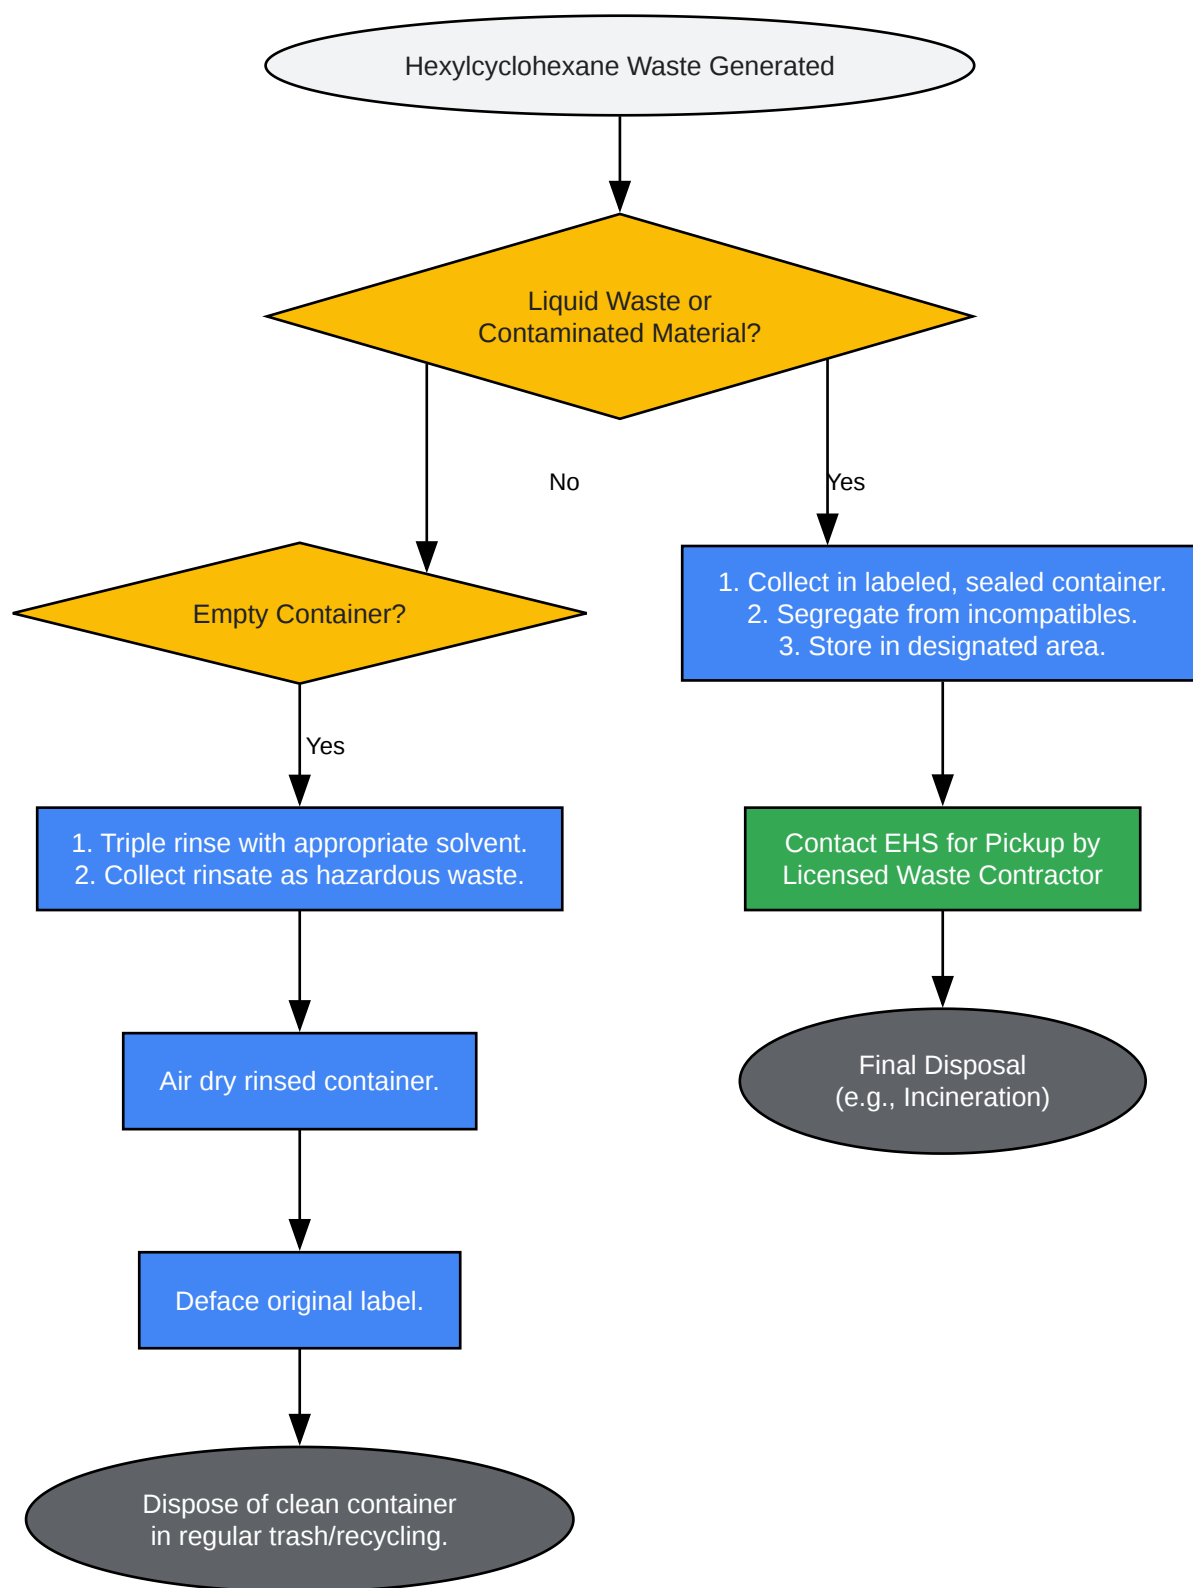 Hexylcyclohexane Waste Generated
Liquid Waste or
Contaminated Material?
No
Yes
Empty Container?
1. Collect in labeled, sealed container.
2. Segregate from incompatibles.
3. Store in designated area.
Yes
1. Triple rinse with appropriate solvent.
2. Collect rinsate as hazardous waste.
Contact EHS for Pickup by
Licensed Waste Contractor
Air dry rinsed container.
Final Disposal
(e.g., Incineration)
Deface original label.
Dispose of clean container
in regular trash/recycling.